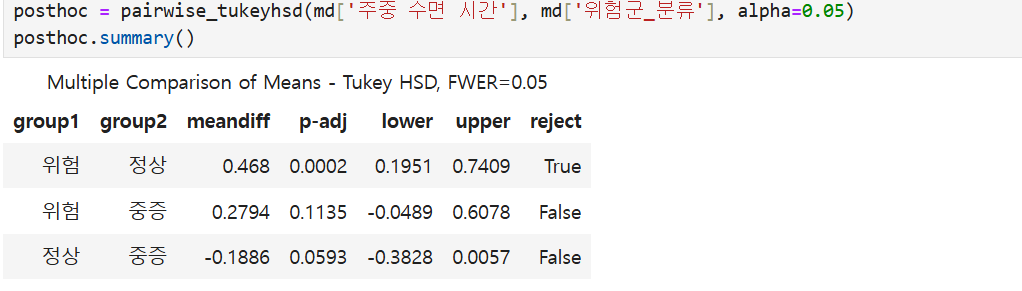 posthoc = pairwise_tukeyhsd(md['주중 수면 시간'], md['위험군_분류'], alpha=0.05)
posthoc.summary()
Multiple Comparison of Means - Tukey HSD, FWER=0.05
group1 group2 meandiff p-adj lower upper reject
위험 정상 0.468 0.0002 0.1951 0.7409 True
위험 중증 0.2794 0.1135 -0.0489 0.6078 False
정상 중증 -0.1886 0.0593 -0.3828 0.0057 False